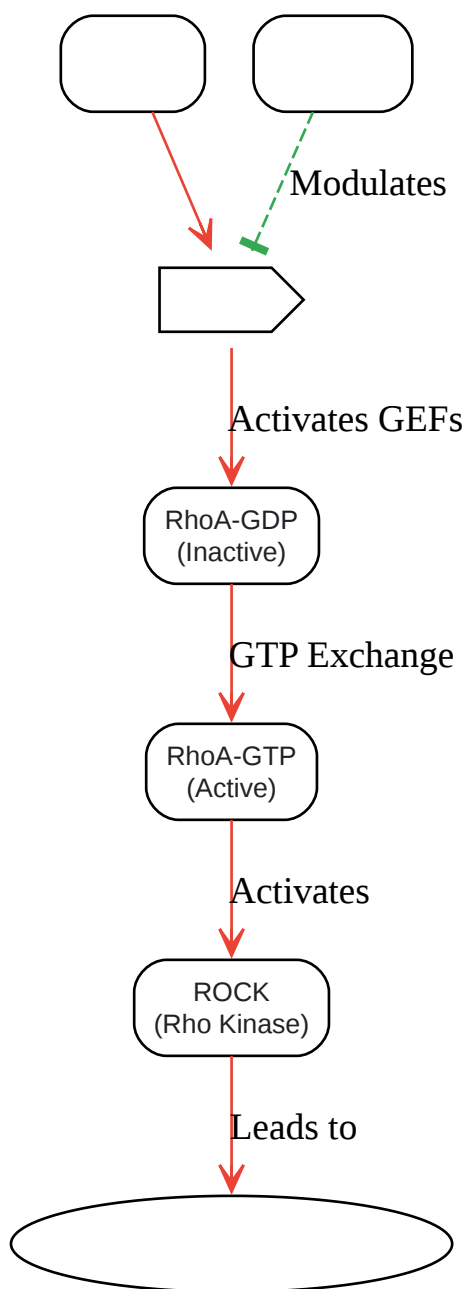 Modulates
Activates GEFs
RhoA-GDP
(Inactive)
GTP Exchange
RhoA-GTP
(Active)
Activates
ROCK
(Rho Kinase)
Leads to